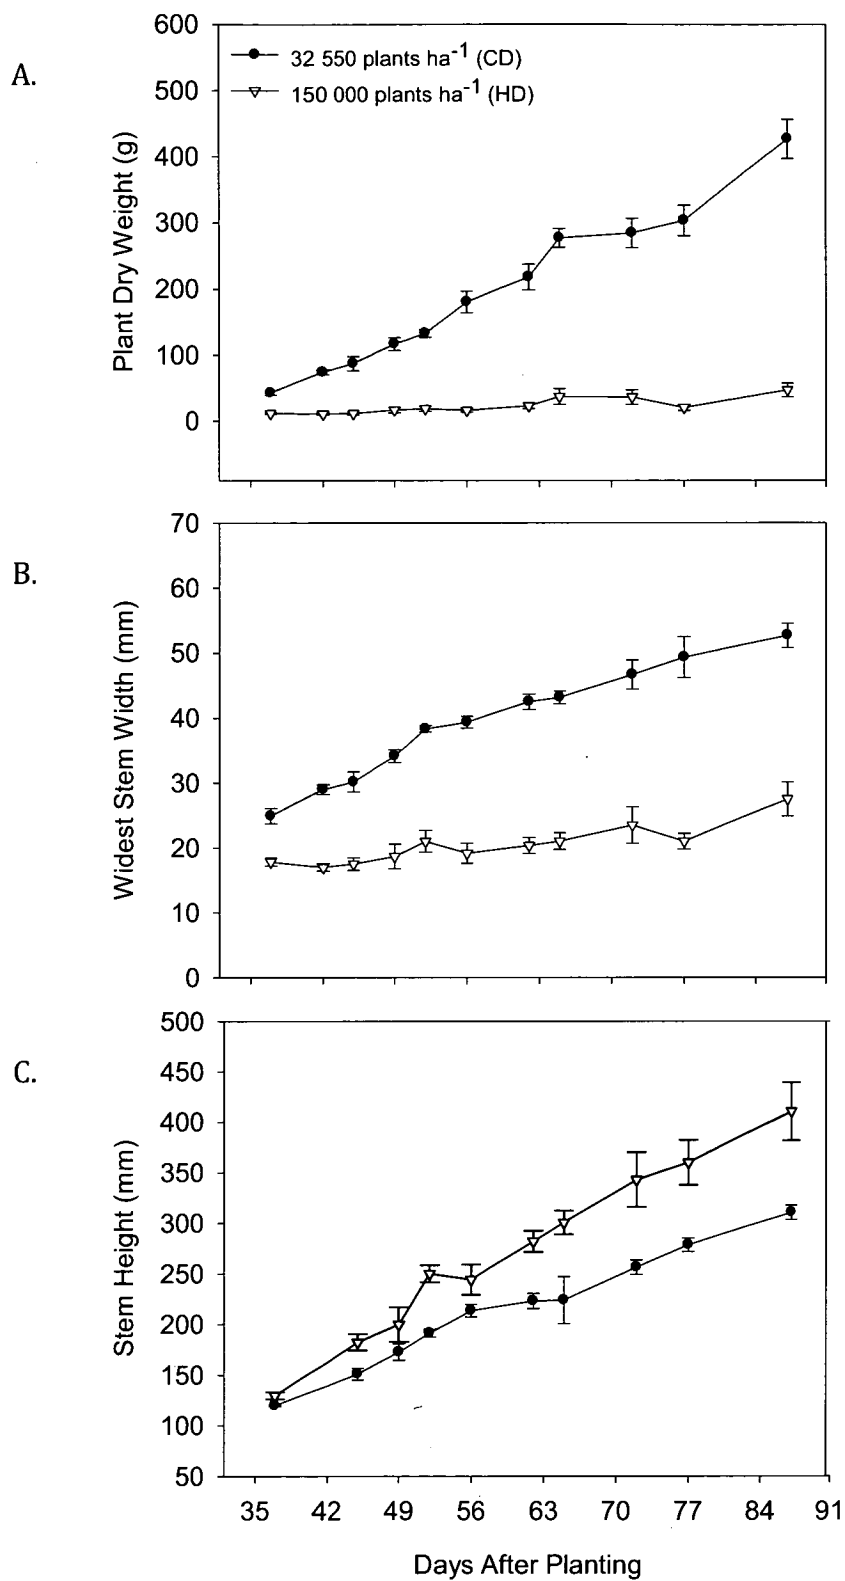 A.
600
500
400
300
200
100
0
Plant Dry Weight (g)
32 550 plants ha-1 (CD)
150 000 plants ha-1 (HD)
B.
70
60
50
40
30
20
10
0
Widest Stem Width (mm)
C.
500
450
400
350
300
250
200
150
100
50
Stem Height (mm)
35 42 49 56 63 70 77 84 91
Days After Planting